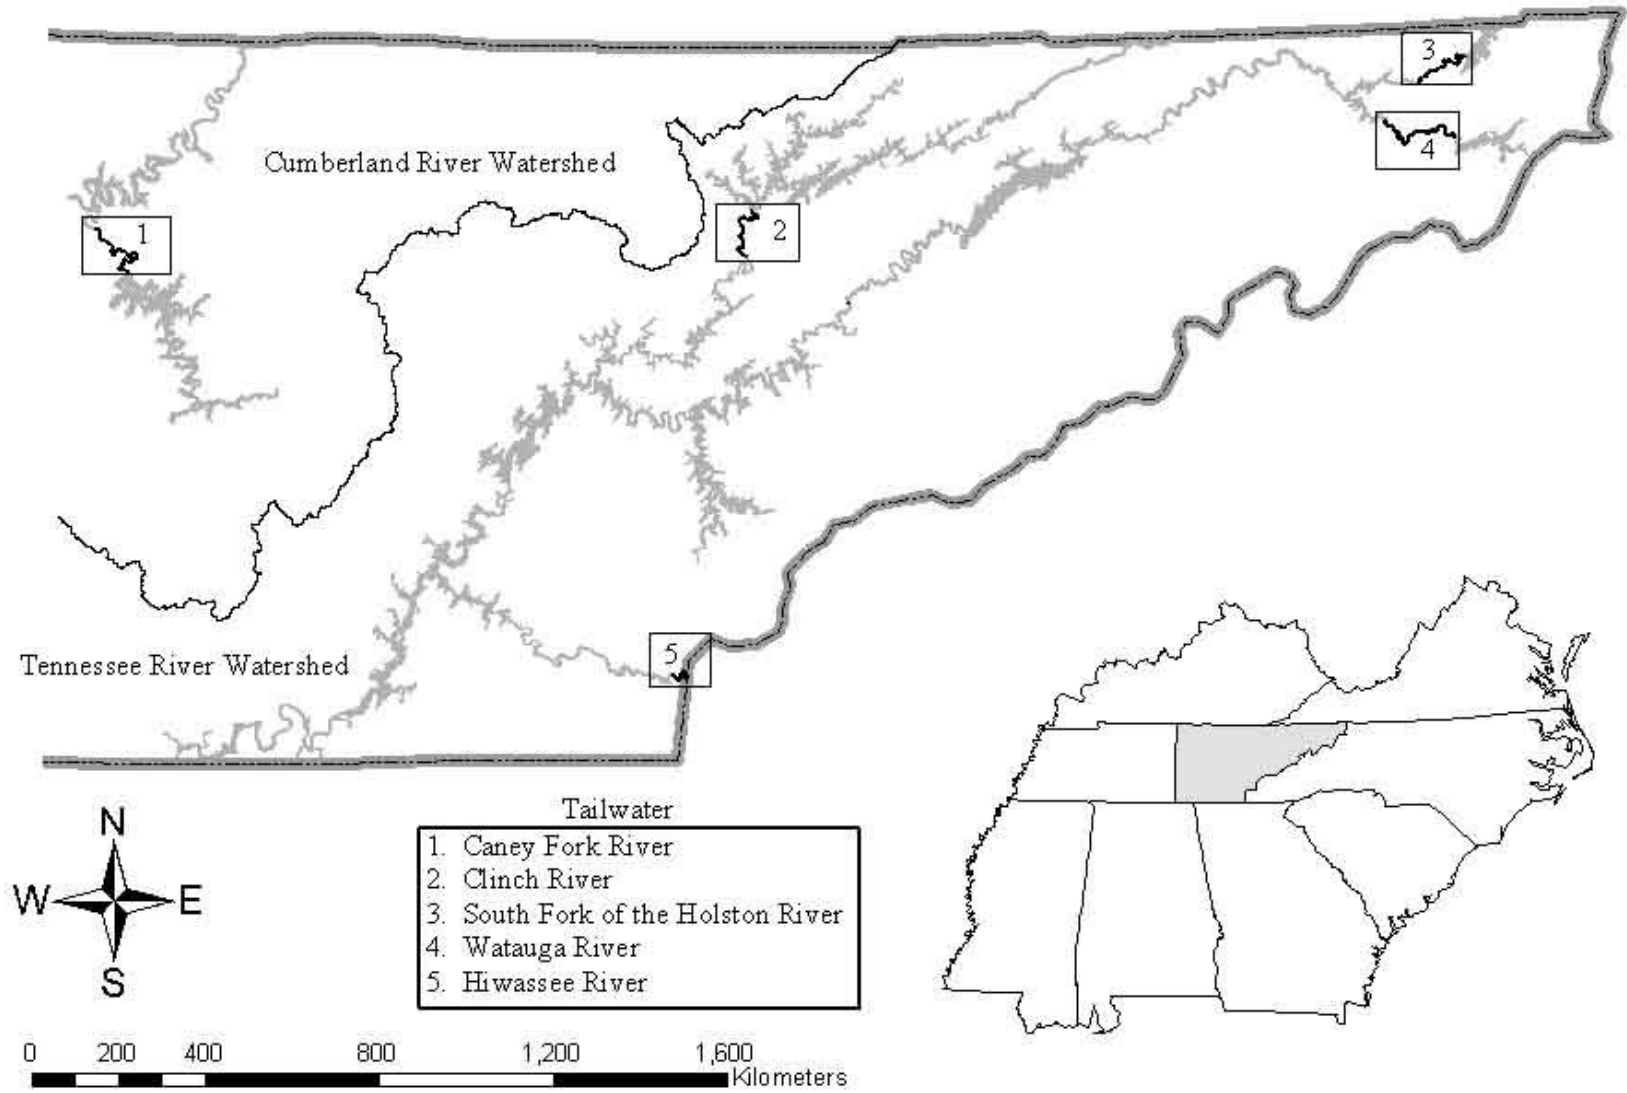 3
4
Cumberland River Watershed
1
2
5
Tennessee River Watershed
Tailwater
1. Caney Fork River
2. Clinch River
3. South Fork of the Holston River
4. Watauga River
5. Hiwassee River
N
W
E
S
0 200 400 800 1,200 1,600
Kilometers